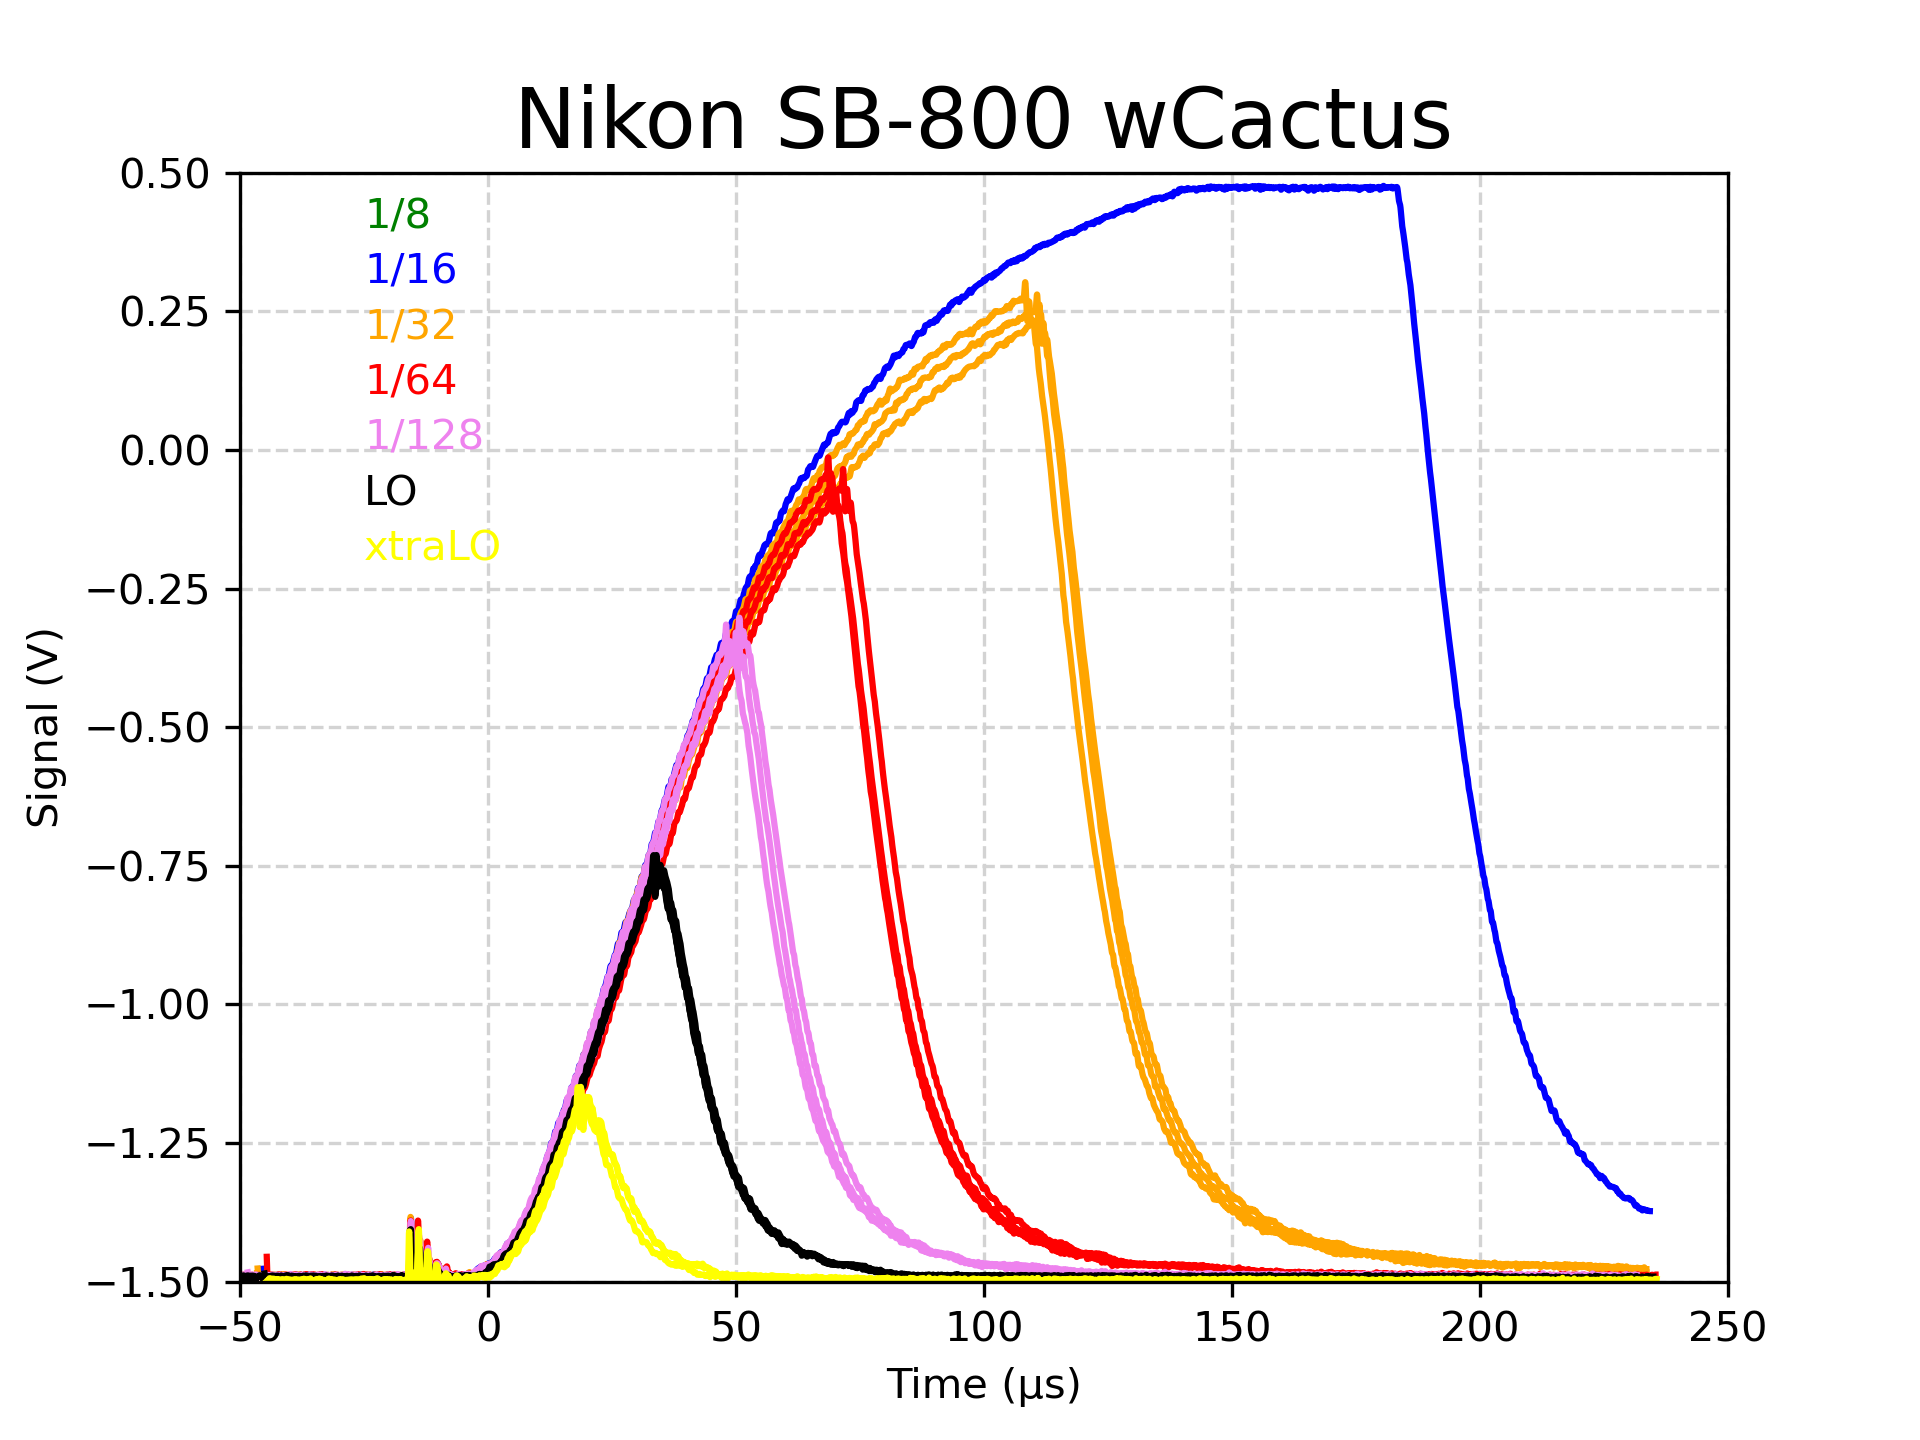 Nikon SB-800 wCactus
0.50
0.25
0.00
−0.25
−0.50
−0.75
−1.00
−1.25
−1.50
Signal (V)
1/8
1/16
1/32
1/64
1/128
LO
xtraLO
−50 0 50 100 150 200 250
Time (µs)